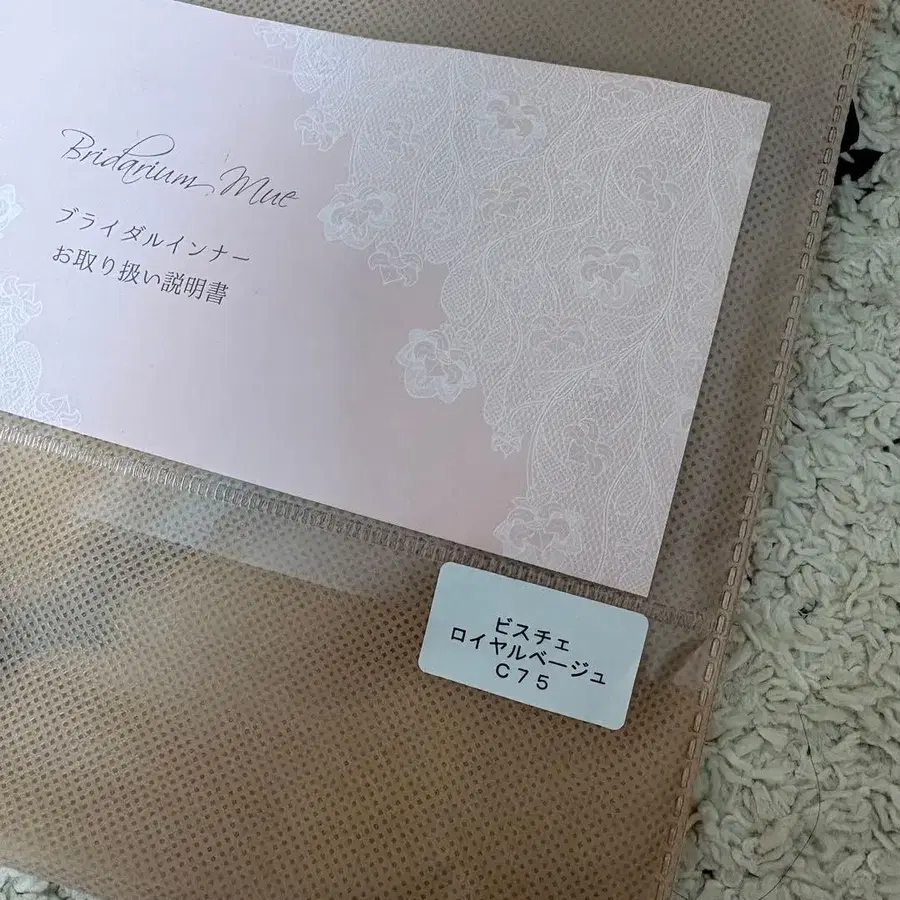 Bridarium Mue
ブライダルインナー
お取り扱い説明書
ビスチェ
ロイヤルベージュ
C75